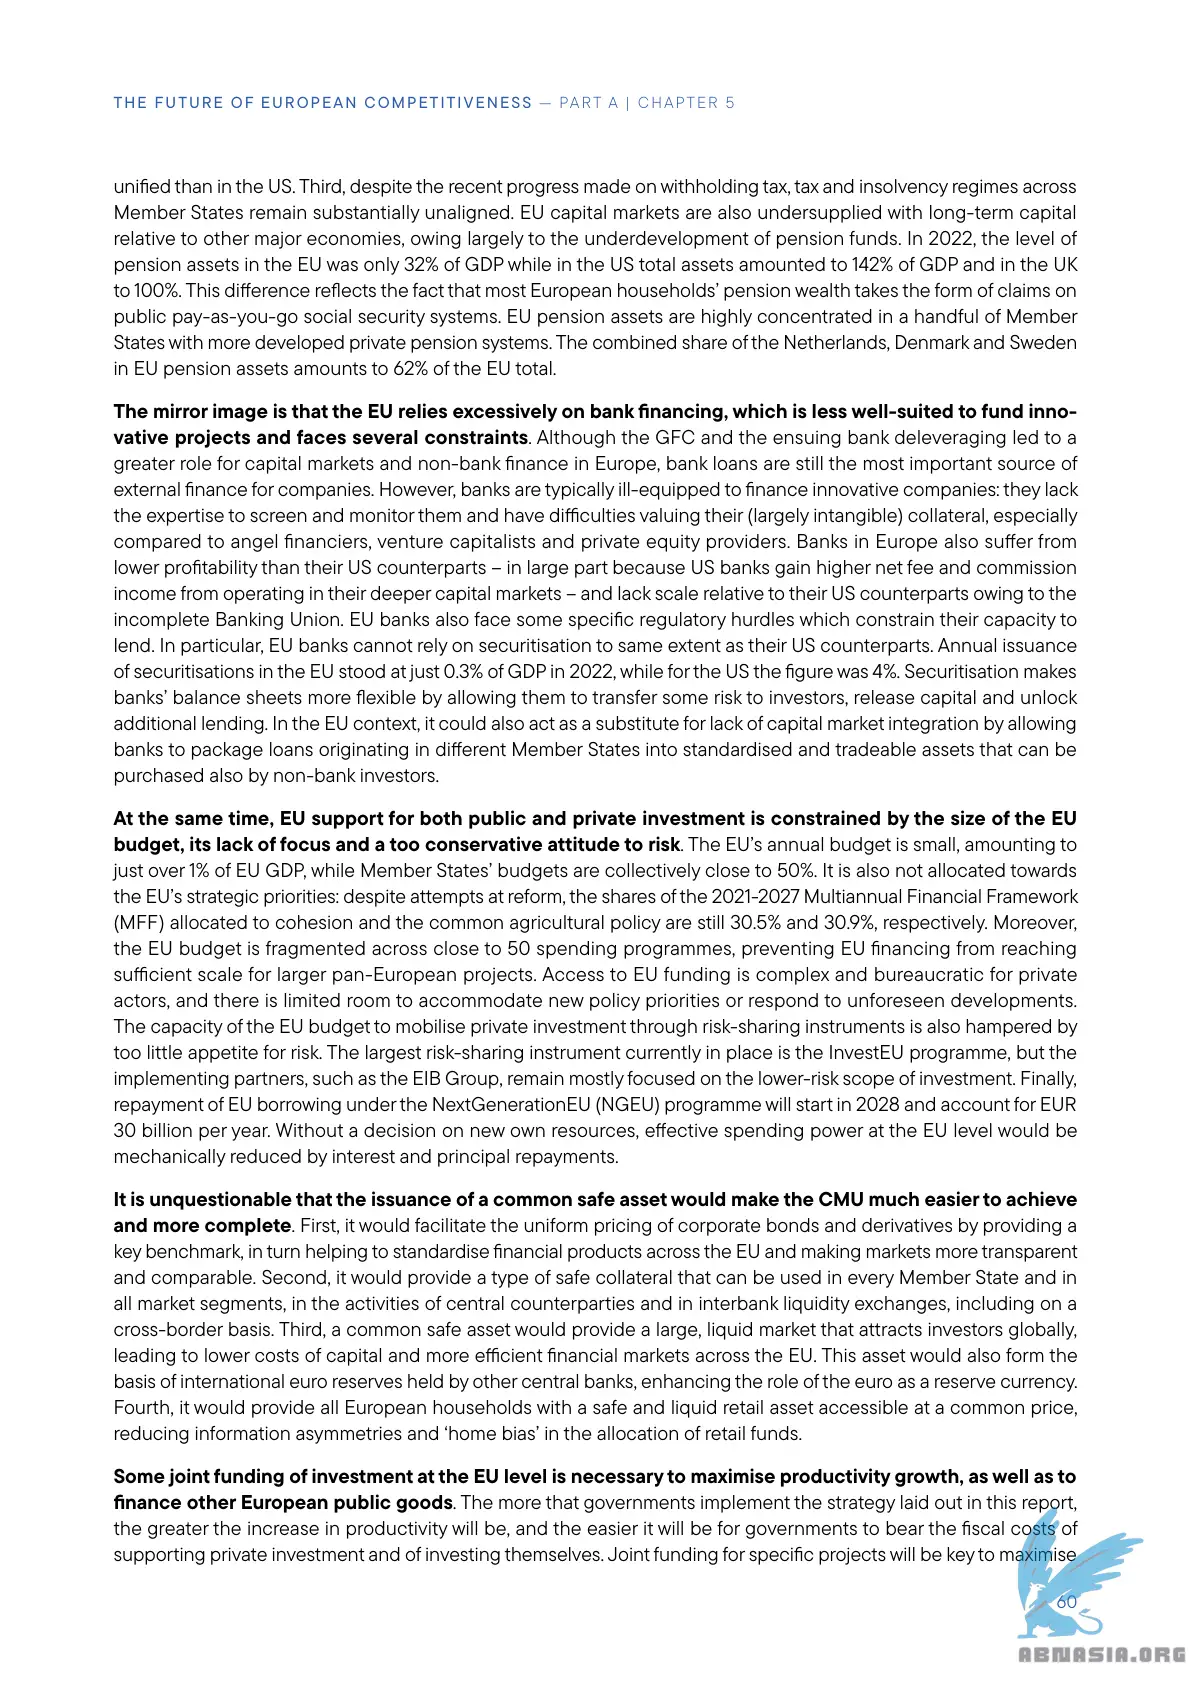 THE FUTURE OF EUROPEAN COMPETITIVENESS — PART A | CHAPTER 5
unified than in the US. Third, despite the recent progress made on withholding tax, tax and insolvency regimes across
Member States remain substantially unaligned. EU capital markets are also undersupplied with long-term capital
relative to other major economies, owing largely to the underdevelopment of pension funds. In 2022, the level of
pension assets in the EU was only 32% of GDP while in the US total assets amounted to 142% of GDP and in the UK
to 100%. This difference reflects the fact that most European households’ pension wealth takes the form of claims on
public pay-as-you-go social security systems. EU pension assets are highly concentrated in a handful of Member
States with more developed private pension systems. The combined share of the Netherlands, Denmark and Sweden
in EU pension assets amounts to 62% of the EU total.
The mirror image is that the EU relies excessively on bank financing, which is less well-suited to fund inno-
vative projects and faces several constraints. Although the GFC and the ensuing bank deleveraging led to a
greater role for capital markets and non-bank finance in Europe, bank loans are still the most important source of
external finance for companies. However, banks are typically ill-equipped to finance innovative companies: they lack
the expertise to screen and monitor them and have difficulties valuing their (largely intangible) collateral, especially
compared to angel financiers, venture capitalists and private equity providers. Banks in Europe also suffer from
lower profitability than their US counterparts – in large part because US banks gain higher net fee and commission
income from operating in their deeper capital markets – and lack scale relative to their US counterparts owing to the
incomplete Banking Union. EU banks also face some specific regulatory hurdles which constrain their capacity to
lend. In particular, EU banks cannot rely on securitisation to same extent as their US counterparts. Annual issuance
of securitisations in the EU stood at just 0.3% of GDP in 2022, while for the US the figure was 4%. Securitisation makes
banks’ balance sheets more flexible by allowing them to transfer some risk to investors, release capital and unlock
additional lending. In the EU context, it could also act as a substitute for lack of capital market integration by allowing
banks to package loans originating in different Member States into standardised and tradeable assets that can be
purchased also by non-bank investors.
At the same time, EU support for both public and private investment is constrained by the size of the EU
budget, its lack of focus and a too conservative attitude to risk. The EU’s annual budget is small, amounting to
just over 1% of EU GDP, while Member States’ budgets are collectively close to 50%. It is also not allocated towards
the EU’s strategic priorities: despite attempts at reform, the shares of the 2021-2027 Multiannual Financial Framework
(MFF) allocated to cohesion and the common agricultural policy are still 30.5% and 30.9%, respectively. Moreover,
the EU budget is fragmented across close to 50 spending programmes, preventing EU financing from reaching
sufficient scale for larger pan-European projects. Access to EU funding is complex and bureaucratic for private
actors, and there is limited room to accommodate new policy priorities or respond to unforeseen developments.
The capacity of the EU budget to mobilise private investment through risk-sharing instruments is also hampered by
too little appetite for risk. The largest risk-sharing instrument currently in place is the InvestEU programme, but the
implementing partners, such as the EIB Group, remain mostly focused on the lower-risk scope of investment. Finally,
repayment of EU borrowing under the NextGenerationEU (NGEU) programme will start in 2028 and account for EUR
30 billion per year. Without a decision on new own resources, effective spending power at the EU level would be
mechanically reduced by interest and principal repayments.
It is unquestionable that the issuance of a common safe asset would make the CMU much easier to achieve
and more complete. First, it would facilitate the uniform pricing of corporate bonds and derivatives by providing a
key benchmark, in turn helping to standardise financial products across the EU and making markets more transparent
and comparable. Second, it would provide a type of safe collateral that can be used in every Member State and in
all market segments, in the activities of central counterparties and in interbank liquidity exchanges, including on a
cross-border basis. Third, a common safe asset would provide a large, liquid market that attracts investors globally,
leading to lower costs of capital and more efficient financial markets across the EU. This asset would also form the
basis of international euro reserves held by other central banks, enhancing the role of the euro as a reserve currency.
Fourth, it would provide all European households with a safe and liquid retail asset accessible at a common price,
reducing information asymmetries and ‘home bias’ in the allocation of retail funds.
Some joint funding of investment at the EU level is necessary to maximise productivity growth, as well as to
finance other European public goods. The more that governments implement the strategy laid out in this report,
the greater the increase in productivity will be, and the easier it will be for governments to bear the fiscal costs of
supporting private investment and of investing themselves. Joint funding for specific projects will be key to maximise
60
ABNASIA.ORG